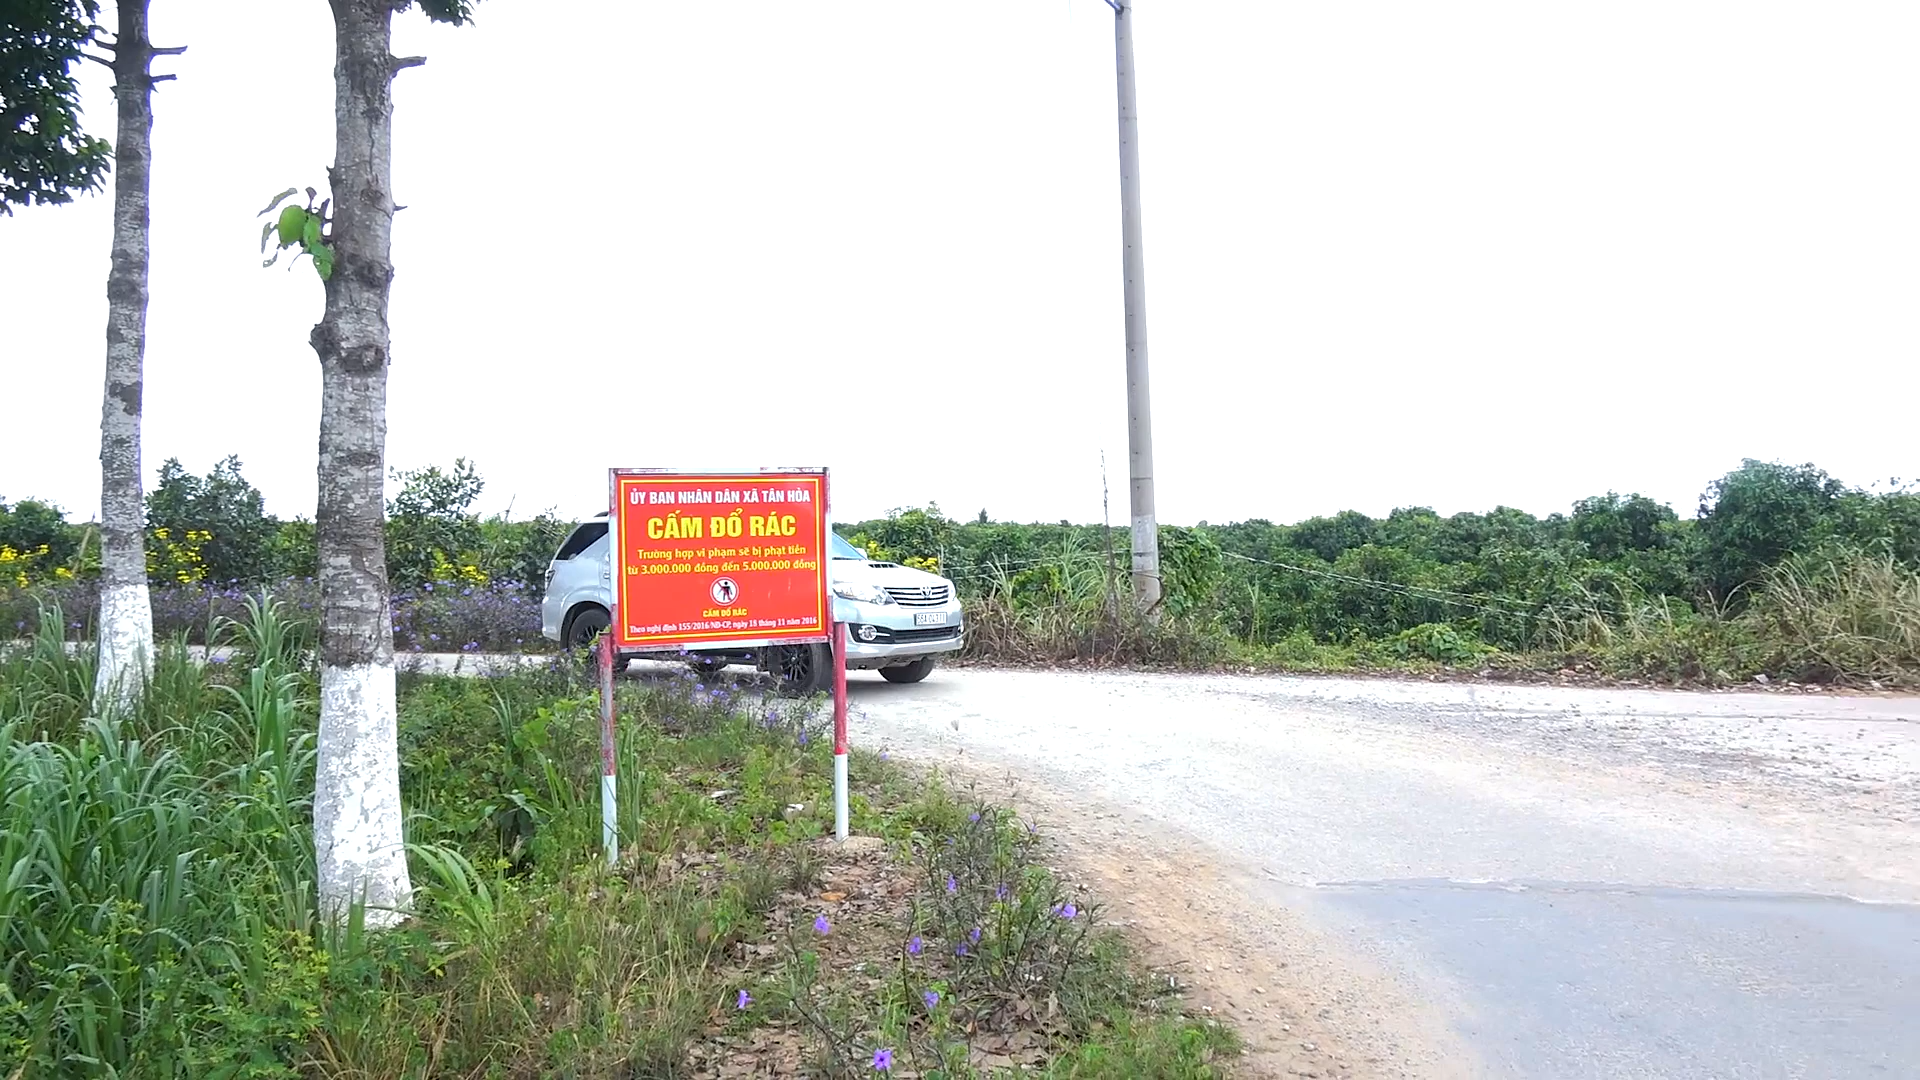 ỦY BAN NHÂN DÂN XÃ TÂN HÒA
CẤM ĐỔ RÁC
Trường hợp vi phạm sẽ bị phạt tiền
từ 3.000.000 đồng đến 5.000.000 đồng
CẤM ĐỔ RÁC
Theo nghị định 155/2016/NĐ-CP, ngày 18 tháng 11 năm 2016